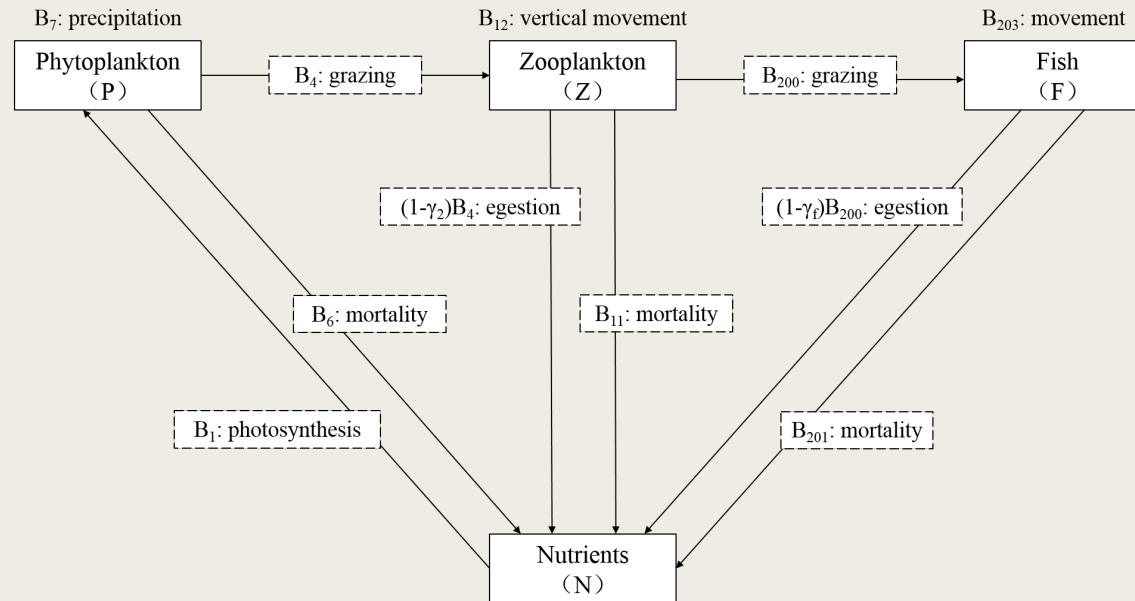 B₇: precipitation
B₁₂: vertical movement
B₂₀₃: movement
Phytoplankton
（P）
B₄: grazing
Zooplankton
（Z）
B₂₀₀: grazing
Fish
（F）
(1-γ₂)B₄: egestion
(1-γf)B₂₀₀: egestion
B₆: mortality
B₁₁: mortality
B₁: photosynthesis
B₂₀₁: mortality
Nutrients
（N）